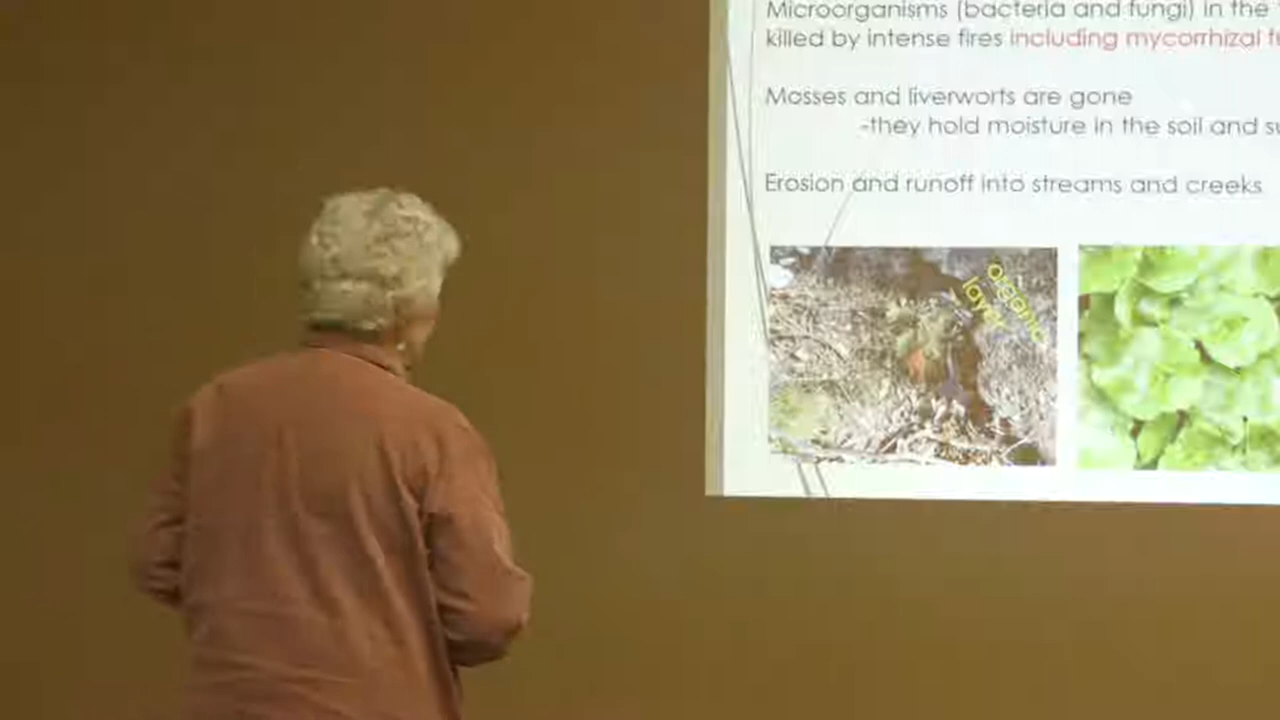 Microorganisms (bacteria and fungi) in the
killed by intense fires including mycorrhizal
Mosses and liverworts are gone
-they hold moisture in the soil and
Erosion and runoff into streams and creeks
organic
layer